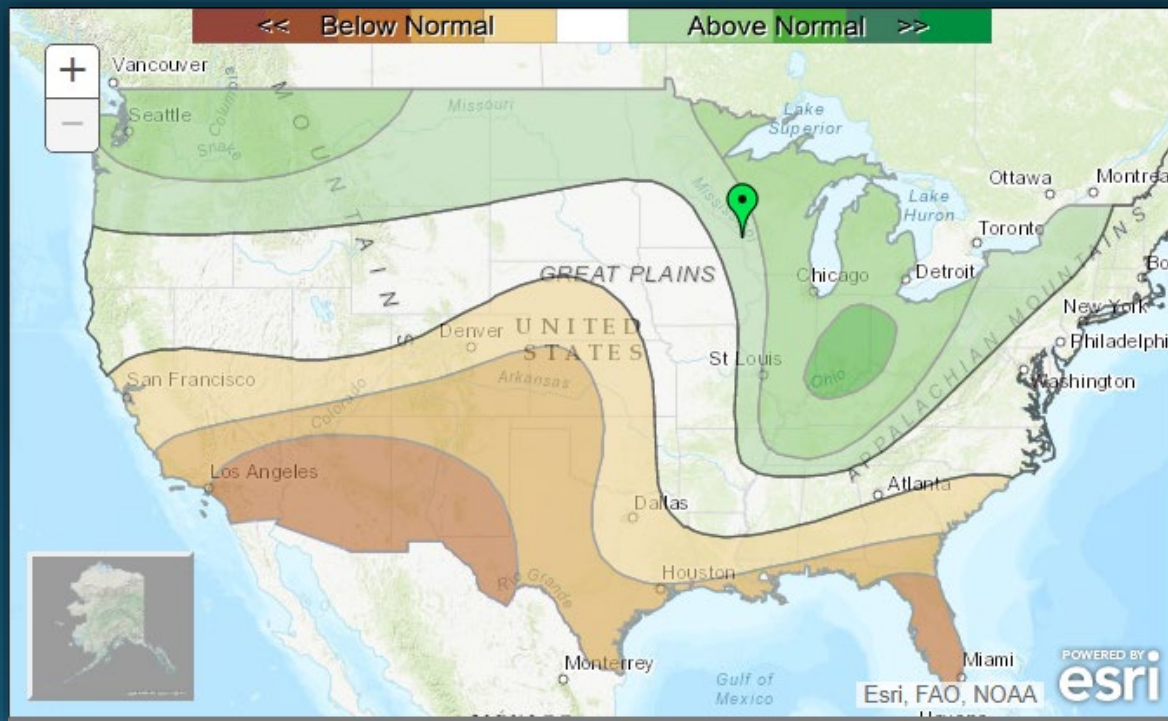 << Below Normal
Above Normal >>
+
−
Vancouver
Seattle
Columbia
Snake
MOUNTAINS
Missouri
Mississippi
Lake
Superior
Lake
Huron
Ottawa
Montrea
Toronto
Detroit
Chicago
GREAT PLAINS
UNITED
STATES
Denver
Arkansas
Colorado
San Francisco
Los Angeles
St Louis
Ohio
APPALACHIAN MOUNTAINS
Bo
New York
Philadelphi
Washington
Atlanta
Dallas
Houston
Rio Grande
Monterrey
Gulf of
Mexico
Miami
Esri, FAO, NOAA
POWERED BY
esri